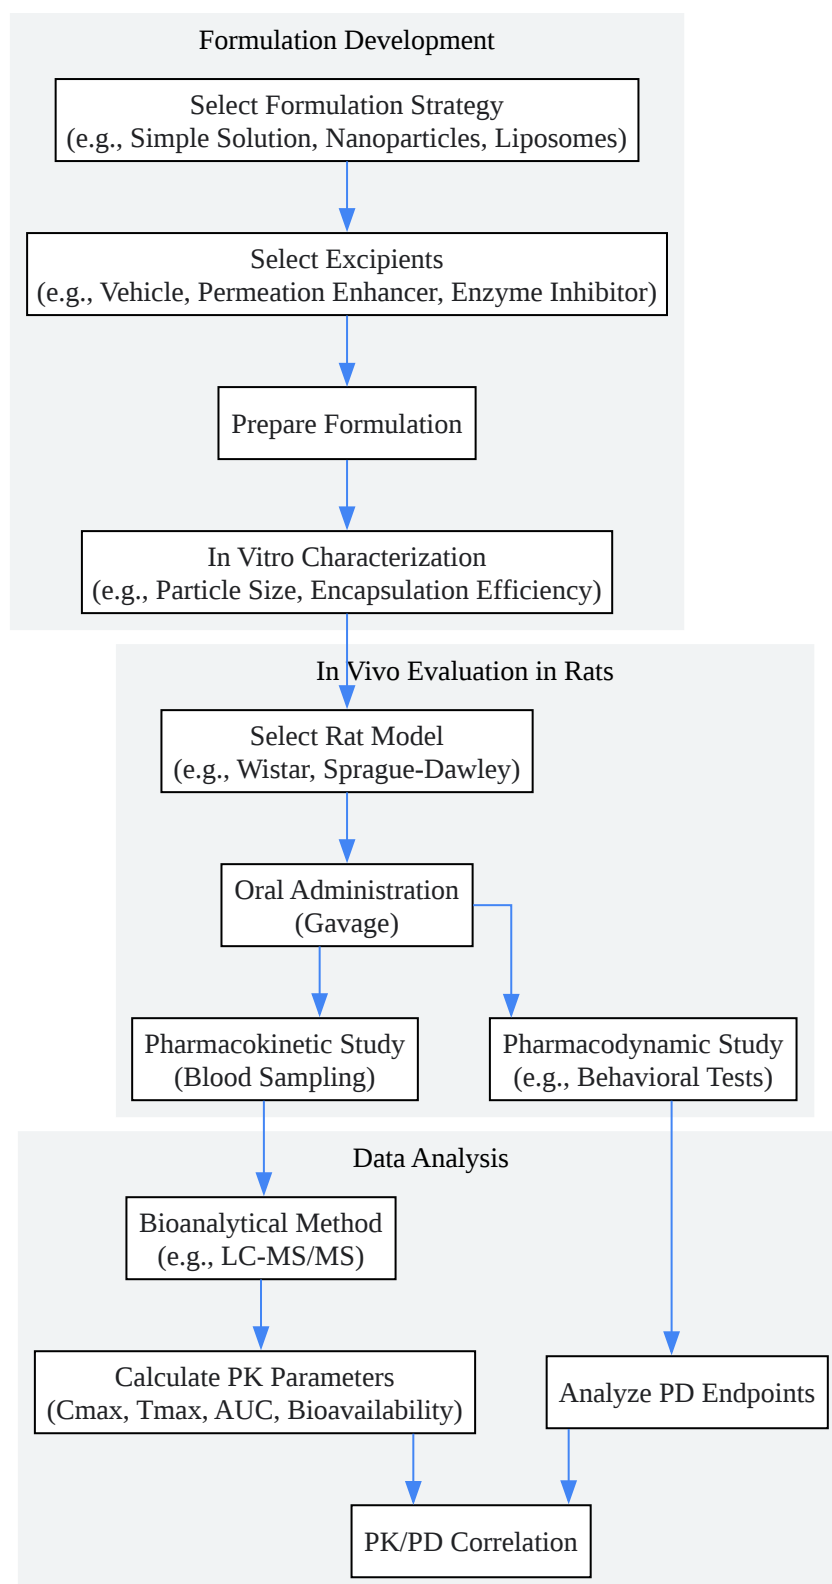 Formulation Development
Select Formulation Strategy
(e.g., Simple Solution, Nanoparticles, Liposomes)
Select Excipients
(e.g., Vehicle, Permeation Enhancer, Enzyme Inhibitor)
Prepare Formulation
In Vitro Characterization
(e.g., Particle Size, Encapsulation Efficiency)
In Vivo Evaluation in Rats
Select Rat Model
(e.g., Wistar, Sprague-Dawley)
Oral Administration
(Gavage)
Pharmacokinetic Study
(Blood Sampling)
Pharmacodynamic Study
(e.g., Behavioral Tests)
Data Analysis
Bioanalytical Method
(e.g., LC-MS/MS)
Calculate PK Parameters
(Cmax, Tmax, AUC, Bioavailability)
Analyze PD Endpoints
PK/PD Correlation